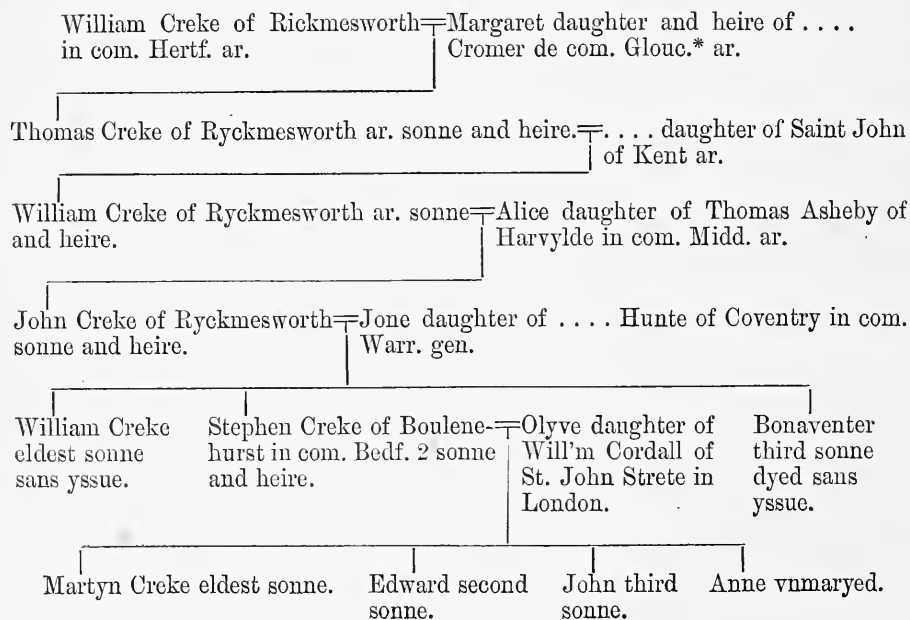 William Creke of Rickmesworth
in com. Hertf. ar.
Margaret daughter and heire of . . . .
Cromer de com. Glouc.* ar.
Thomas Creke of Ryckmesworth ar. sonne and heire.
. . . . daughter of Saint John
of Kent ar.
William Creke of Ryckmesworth ar. sonne
and heire.
Alice daughter of Thomas Asheby of
Harvylde in com. Midd. ar.
John Creke of Ryckmesworth
sonne and heire.
Jone daughter of . . . . Hunte of Coventry in com.
Warr. gen.
William Creke
eldest sonne
sans yssue.
Stephen Creke of Boulene-
hurst in com. Bedf. 2 sonne
and heire.
Olyve daughter of
Will'm Cordall of
St. John Strete in
London.
Bonaventer
third sonne
dyed sans
yssue.
Martyn Creke eldest sonne.
Edward second
sonne.
John third
sonne.
Anne vnmaryed.